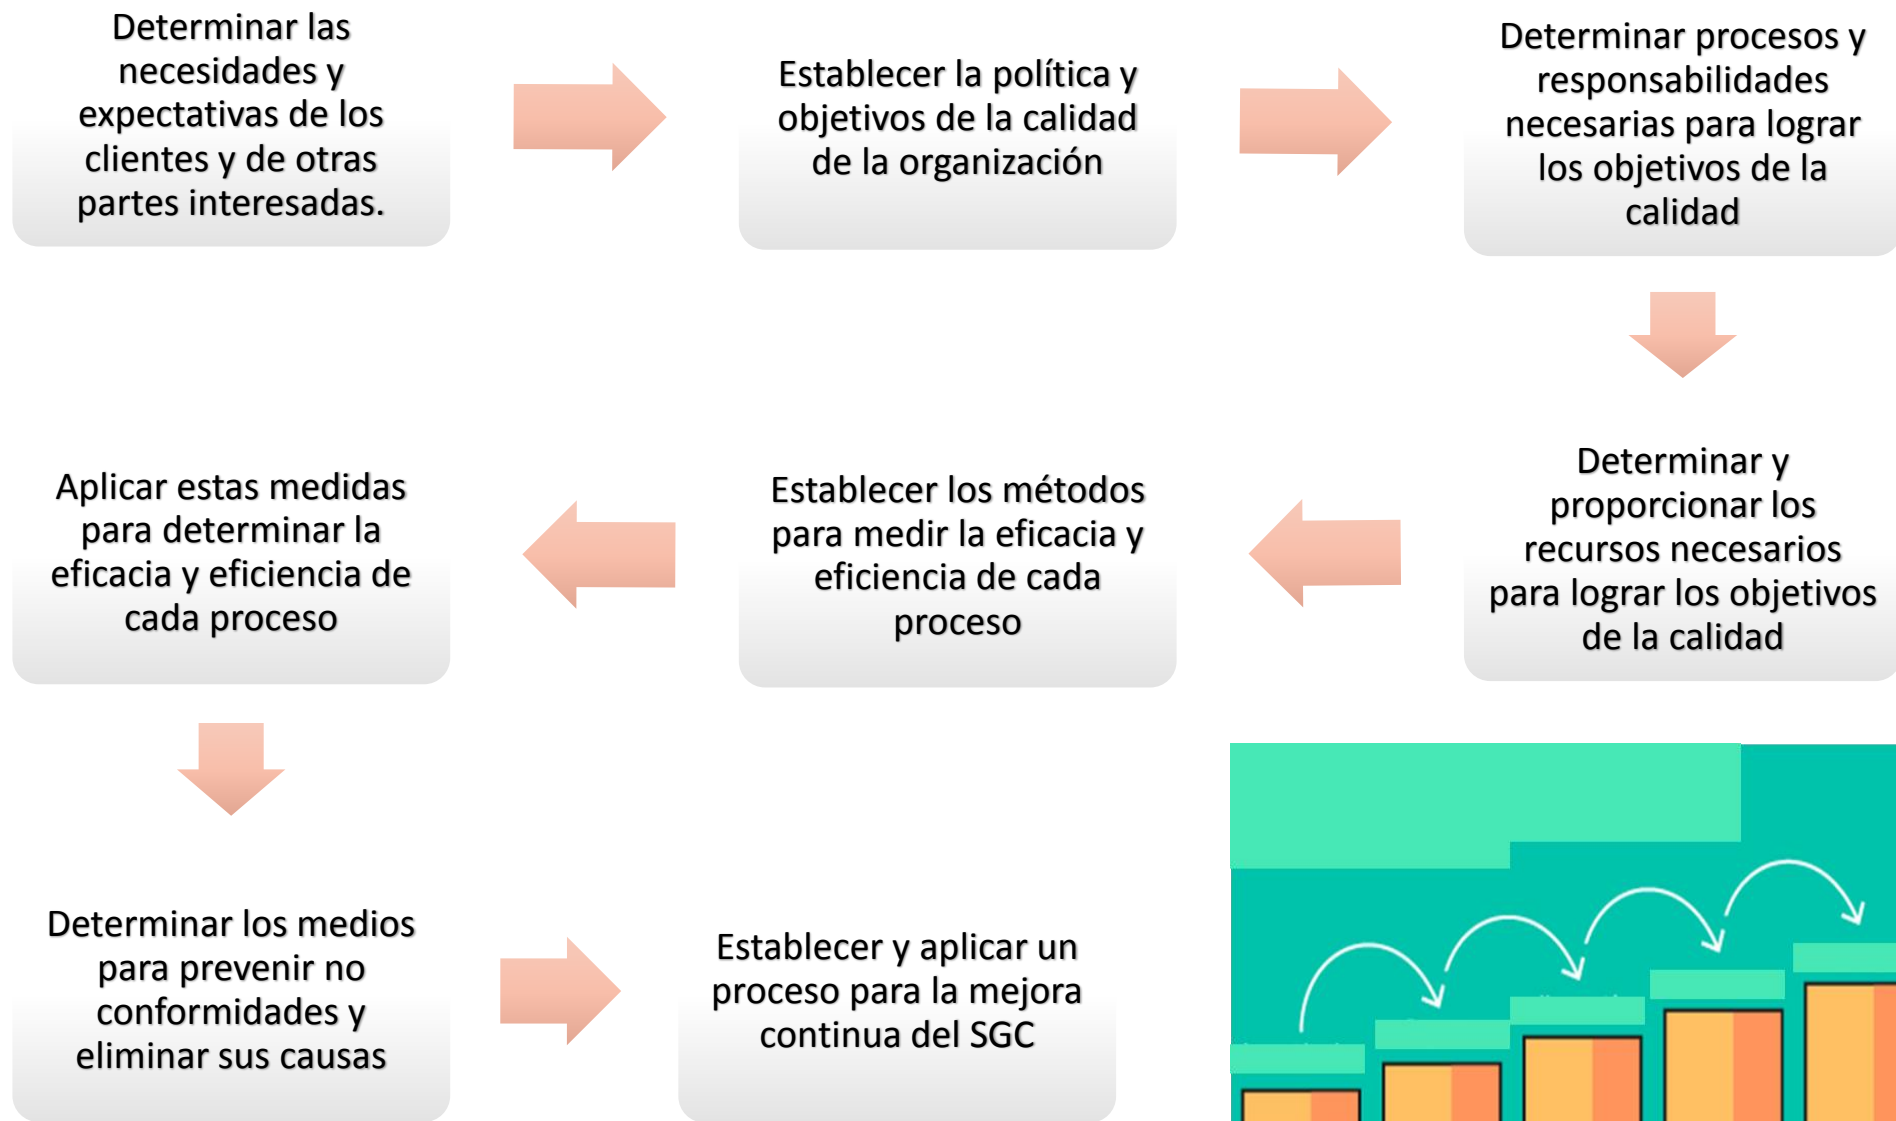 Determinar las
necesidades y
expectativas de los
clientes y de otras
partes interesadas.
Establecer la política y
objetivos de la calidad
de la organización
Determinar procesos y
responsabilidades
necesarias para lograr
los objetivos de la
calidad
Determinar y
proporcionar los
recursos necesarios
para lograr los objetivos
de la calidad
Establecer los métodos
para medir la eficacia y
eficiencia de cada
proceso
Aplicar estas medidas
para determinar la
eficacia y eficiencia de
cada proceso
Determinar los medios
para prevenir no
conformidades y
eliminar sus causas
Establecer y aplicar un
proceso para la mejora
continua del SGC